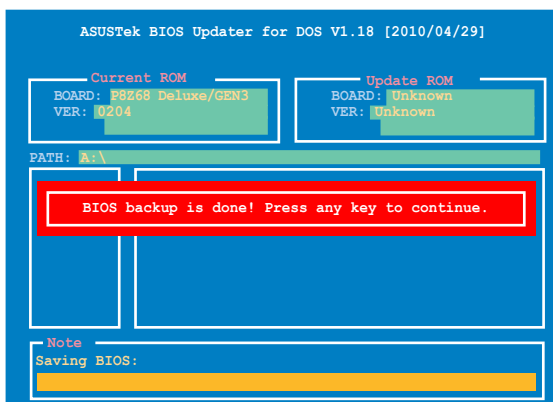 ASUSTek BIOS Updater for DOS V1.18 [2010/04/29]
Current ROM
BOARD: P8Z68 Deluxe/GEN3
VER: 0204
Update ROM
BOARD: Unknown
VER: Unknown
PATH: A:\
BIOS backup is done! Press any key to continue.
Note
Saving BIOS: